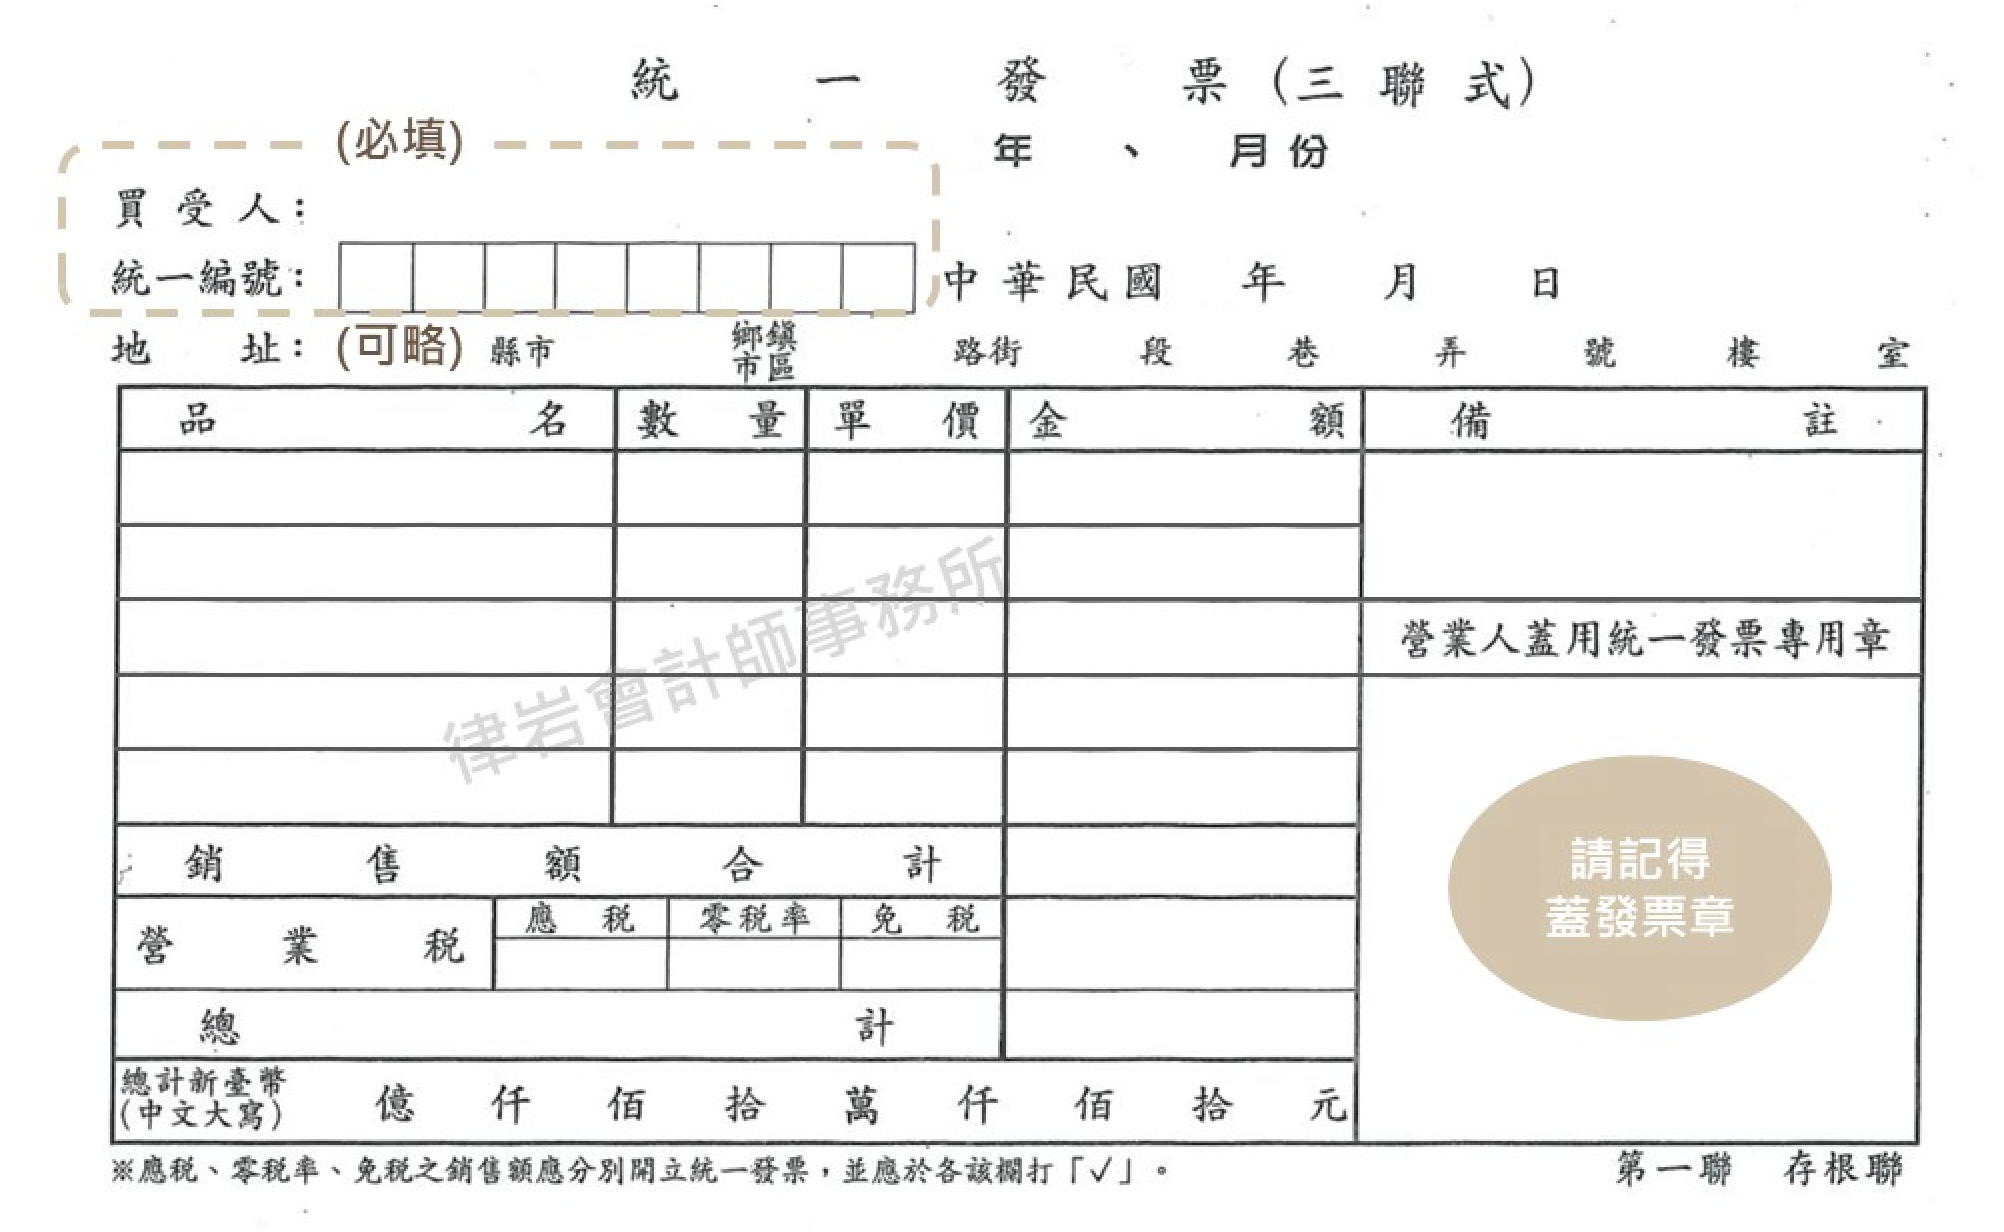 統一發票(三聯式)
年、月份
(必填)
買受人：
統一編號：
中華民國 年 月 日
地址：(可略) 縣市 鄉鎮市區 路街 段 巷 弄 號 樓 室
品名 數量 單價 金額 備註
營業人蓋用統一發票專用章
律岩會計師事務所
請記得
蓋發票章
銷售額合計
營業稅 應稅 零稅率 免稅
總計
總計新臺幣
(中文大寫) 億 仟 佰 拾 萬 仟 佰 拾 元
※應稅、零稅率、免稅之銷售額應分別開立統一發票，並應於各該欄打「✓」。
第一聯 存根聯